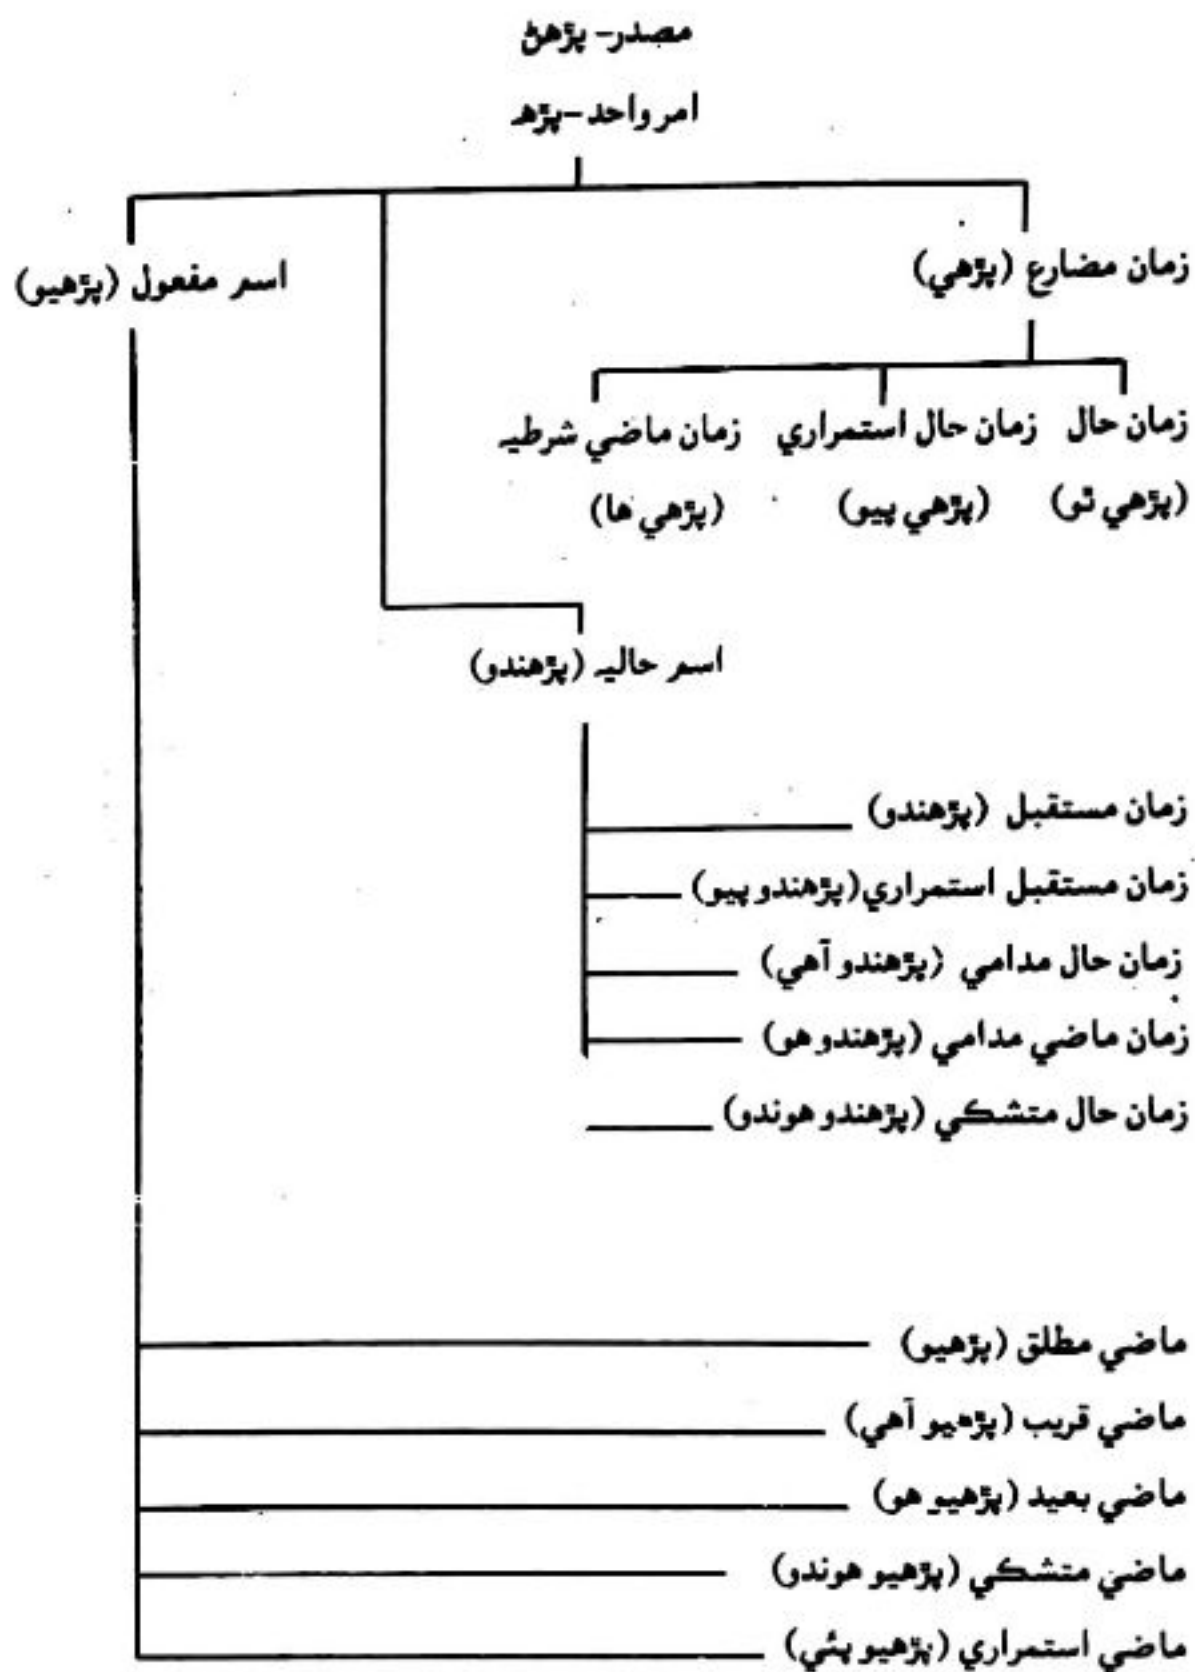 مصدر- پڙهڻ
امر واحد-پڙهه
زمان مضارع (پڙهي)
اسم مفعول (پڙهيو)
زمان حال
(پڙهي ٿو)
زمان حال استمراري
(پڙهي پيو)
زمان ماضي شرطيه
(پڙهي ها)
اسم حاليه (پڙهندو)
زمان مستقبل (پڙهندو)
زمان مستقبل استمراري(پڙهندو پيو)
زمان حال مدامي (پڙهندو آهي)
زمان ماضي مدامي (پڙهندو هو)
زمان حال متشڪي (پڙهندو هوندو)
ماضي مطلق (پڙهيو)
ماضي قريب (پڙهيو آهي)
ماضي بعيد (پڙهيو هو)
ماضي متشڪي (پڙهيو هوندو)
ماضي استمراري (پڙهيو پئي)